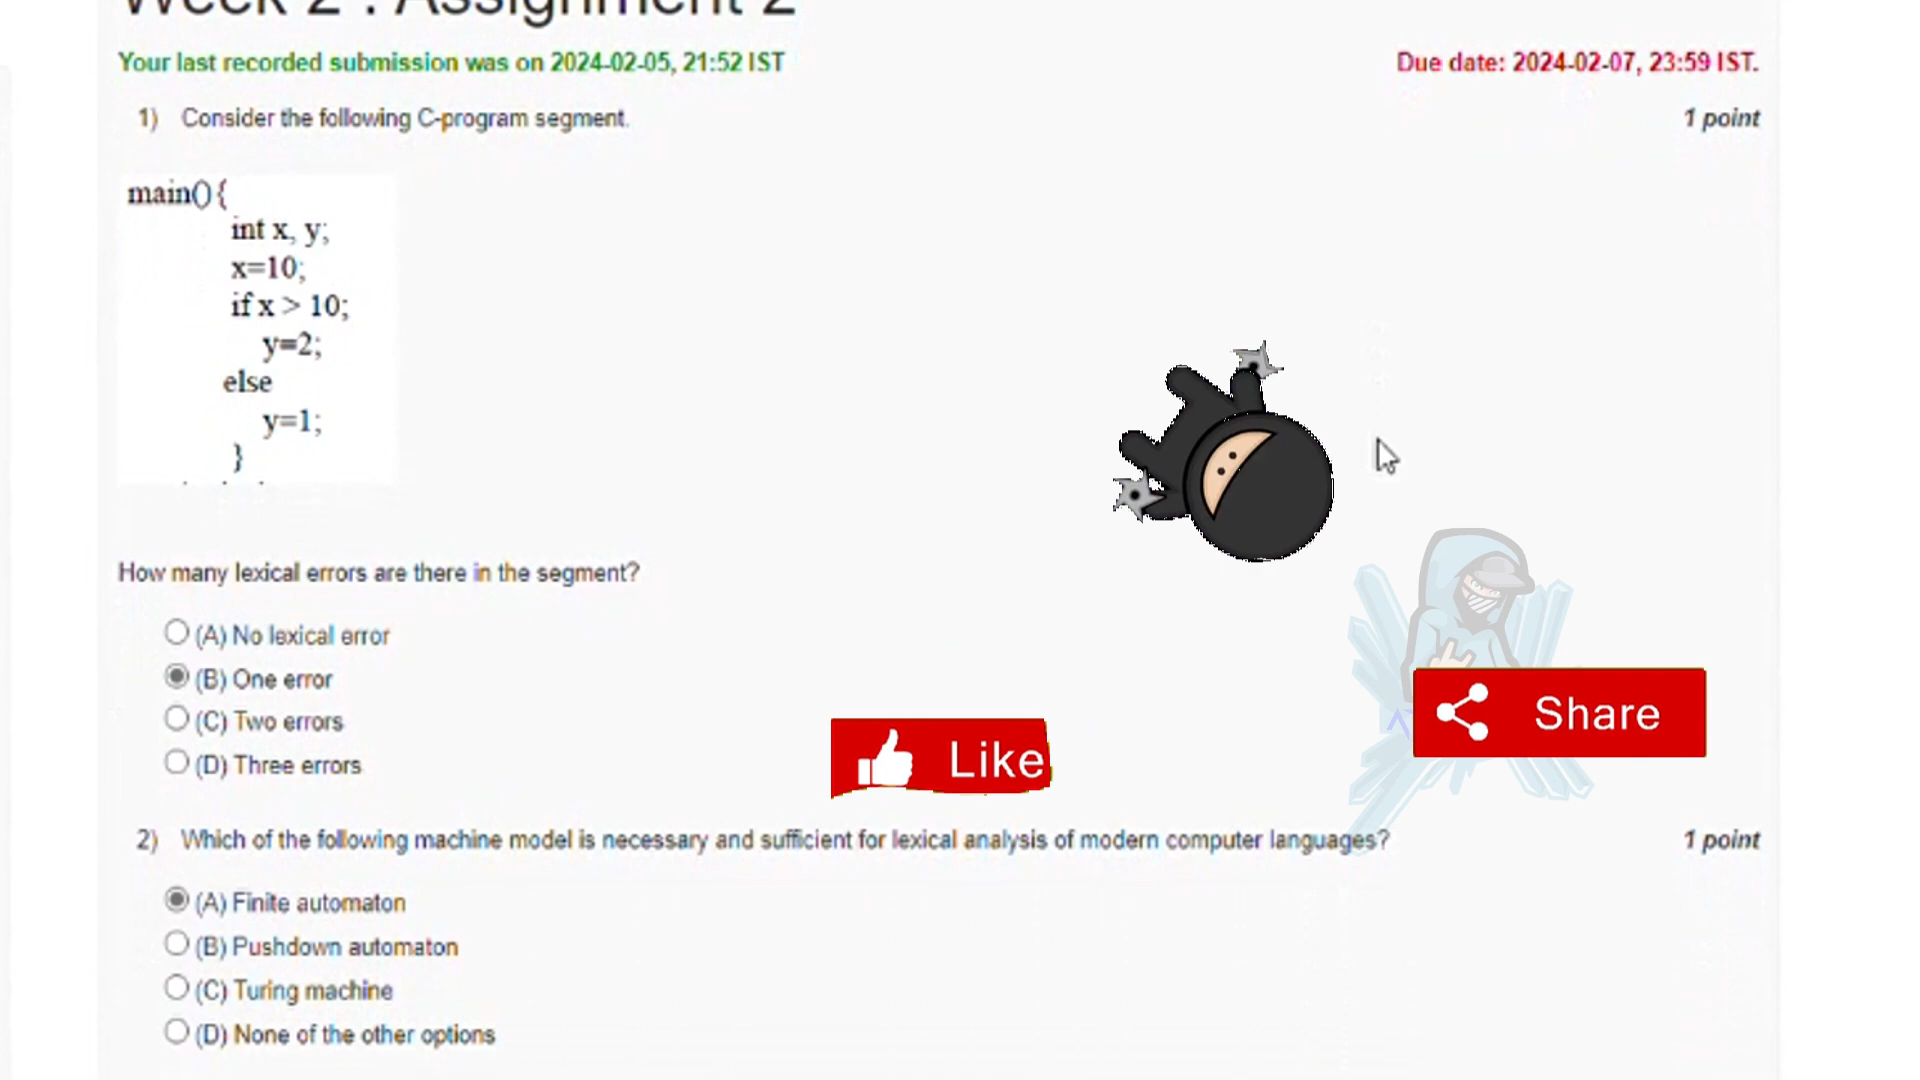 Week 2 : Assignment 2
Your last recorded submission was on 2024-02-05, 21:52 IST
Due date: 2024-02-07, 23:59 IST.
1) Consider the following C-program segment.
1 point
main() {
int x, y;
x=10;
if x > 10;
y=2;
else
y=1;
}
How many lexical errors are there in the segment?
(A) No lexical error
(B) One error
(C) Two errors
(D) Three errors
Like
Share
2) Which of the following machine model is necessary and sufficient for lexical analysis of modern computer languages?
1 point
(A) Finite automaton
(B) Pushdown automaton
(C) Turing machine
(D) None of the other options